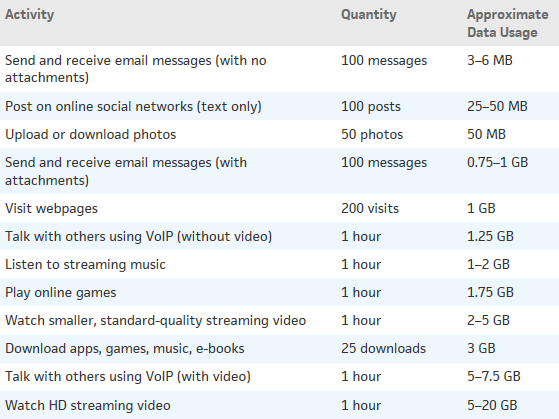 Activity Quantity Approximate
Data Usage
Send and receive email messages (with no 100 messages 3–6 MB
attachments)
Post on online social networks (text only) 100 posts 25–50 MB
Upload or download photos 50 photos 50 MB
Send and receive email messages (with 100 messages 0.75–1 GB
attachments)
Visit webpages 200 visits 1 GB
Talk with others using VoIP (without video) 1 hour 1.25 GB
Listen to streaming music 1 hour 1–2 GB
Play online games 1 hour 1.75 GB
Watch smaller, standard-quality streaming video 1 hour 2–5 GB
Download apps, games, music, e-books 25 downloads 3 GB
Talk with others using VoIP (with video) 1 hour 5–7.5 GB
Watch HD streaming video 1 hour 5–20 GB